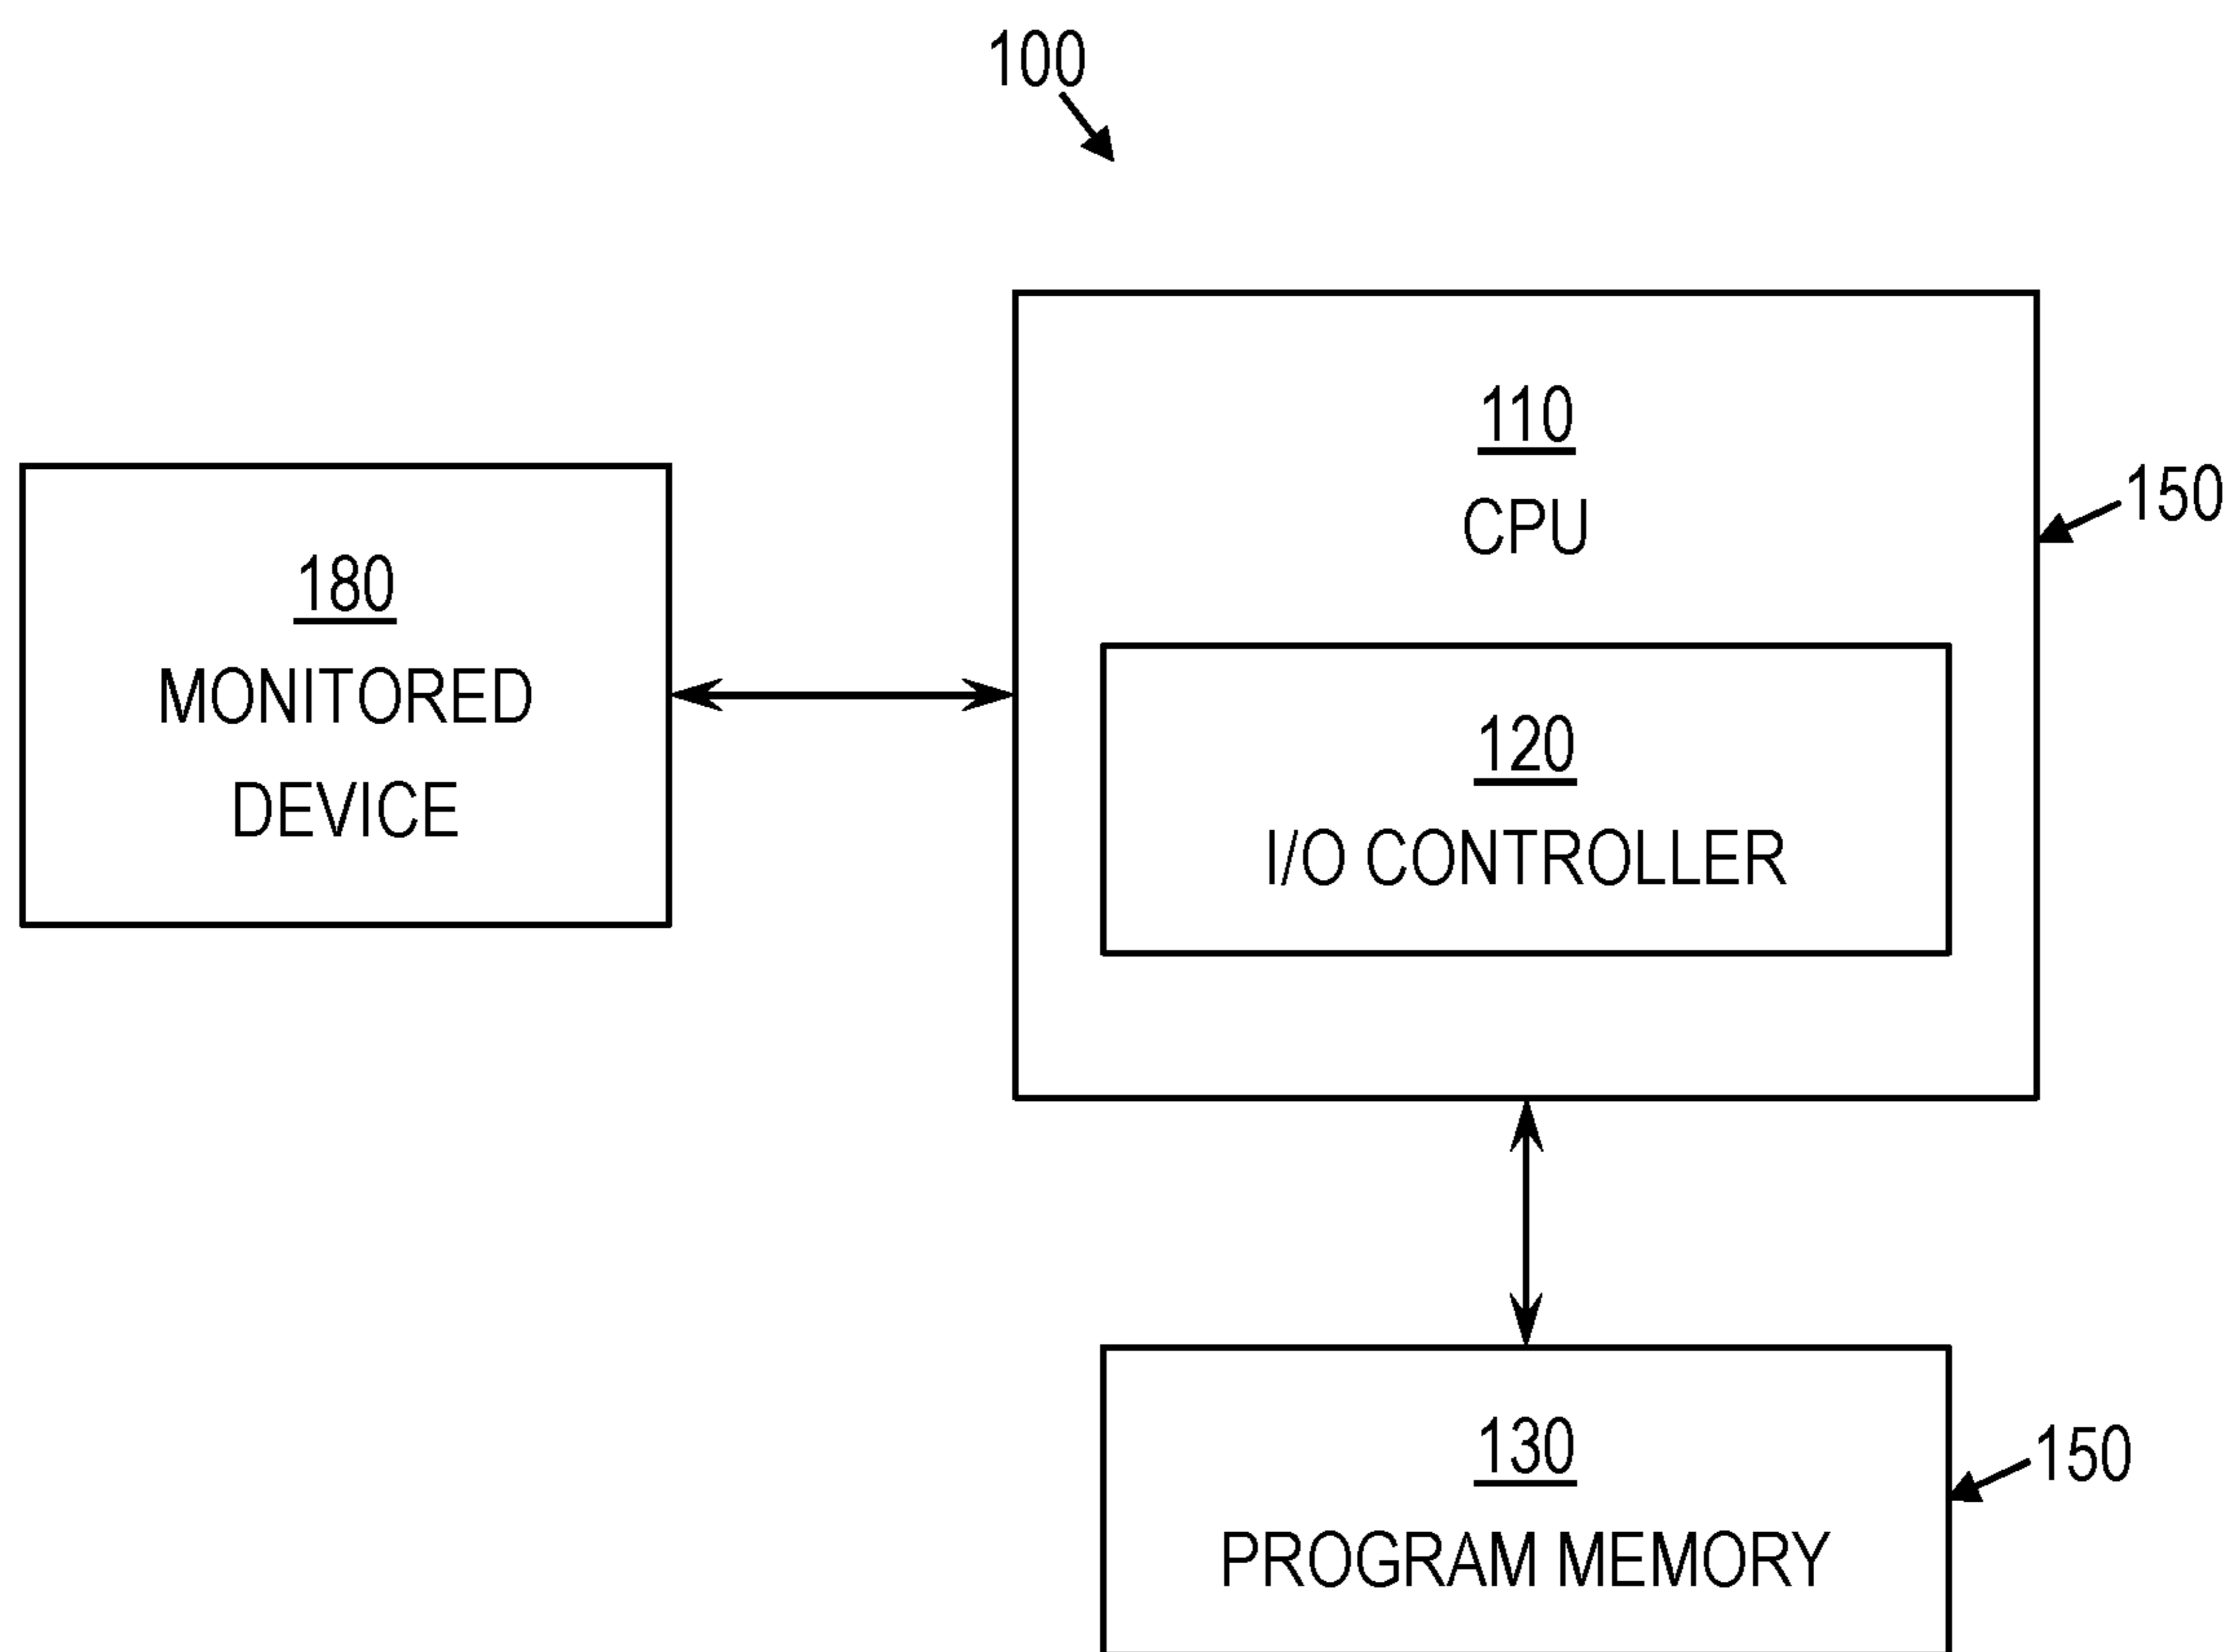 100
110
CPU
150
180
MONITORED
DEVICE
120
I/O CONTROLLER
130
PROGRAM MEMORY
150